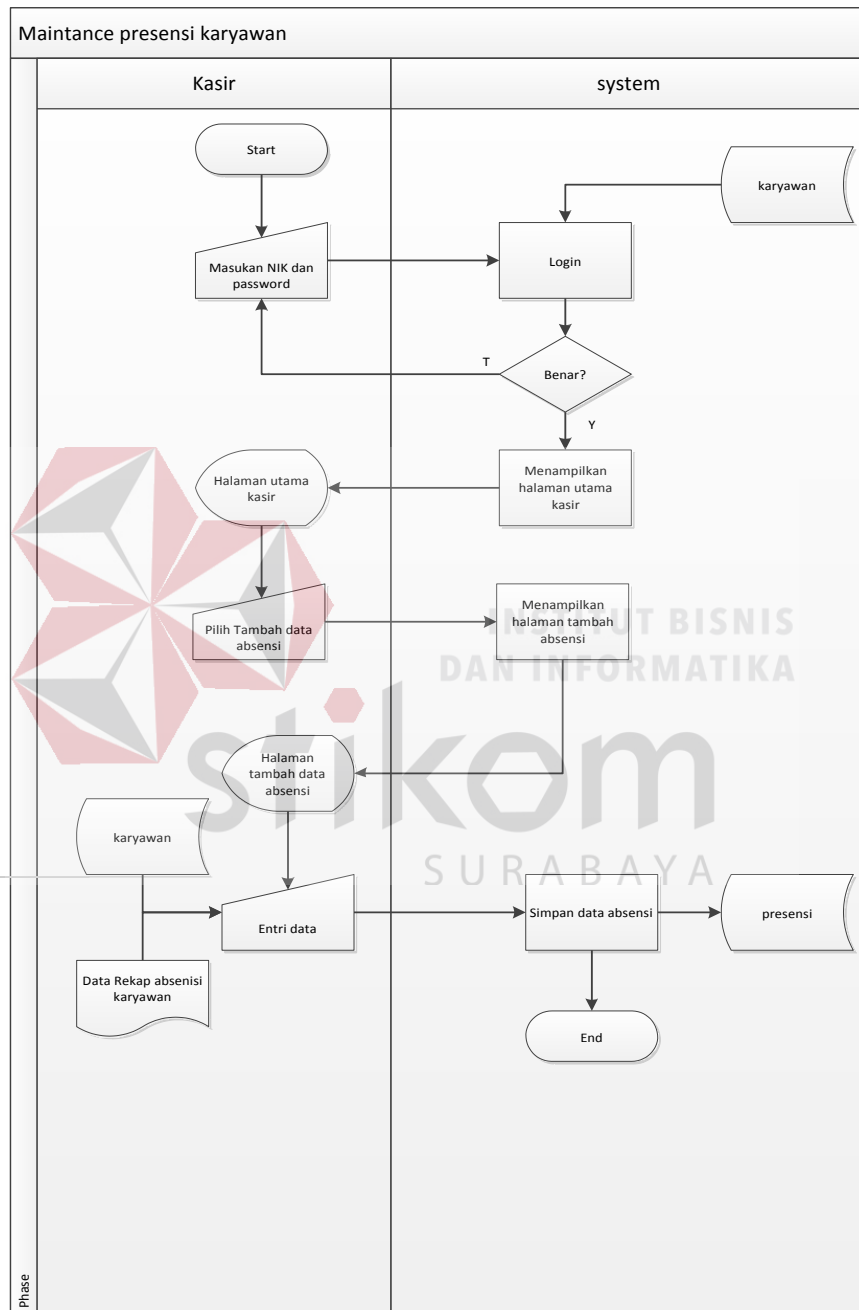 Maintance presensi karyawan
Kasir
system
Start
karyawan
Masukan NIK dan
password
Login
T
Benar?
Y
Halaman utama
kasir
Menampilkan
halaman utama
kasir
Pilih Tambah data
absensi
Menampilkan
halaman tambah
absensi
INSTITUT BISNIS
DAN INFORMATIKA
stikom
SURABAYA
Halaman
tambah data
absensi
karyawan
Entri data
Simpan data absensi
presensi
Data Rekap absenisi
karyawan
End
Phase